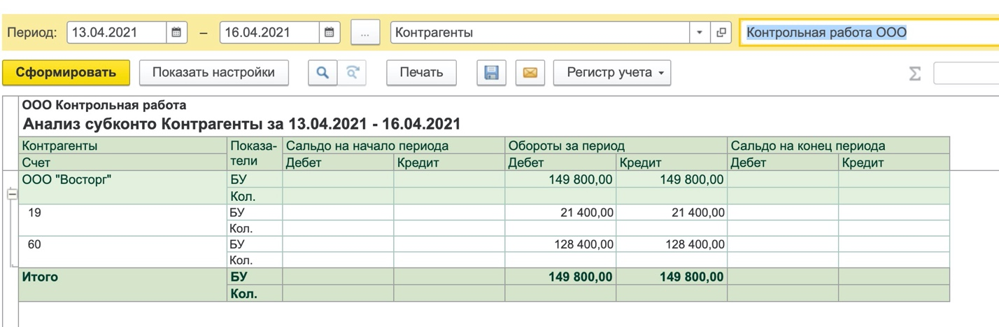 Период: 13.04.2021 – 16.04.2021 ... Контрагенты Контрольная работа ООО
Сформировать Показать настройки Печать Регистр учета Σ
ООО Контрольная работа
Анализ субконто Контрагенты за 13.04.2021 - 16.04.2021
Контрагенты Показа- Сальдо на начало периода Обороты за период Сальдо на конец периода
Счет тели Дебет Кредит Дебет Кредит Дебет Кредит
ООО "Восторг" БУ 149 800,00 149 800,00
Кол.
19 БУ 21 400,00 21 400,00
Кол.
60 БУ 128 400,00 128 400,00
Кол.
Итого БУ 149 800,00 149 800,00
Кол.